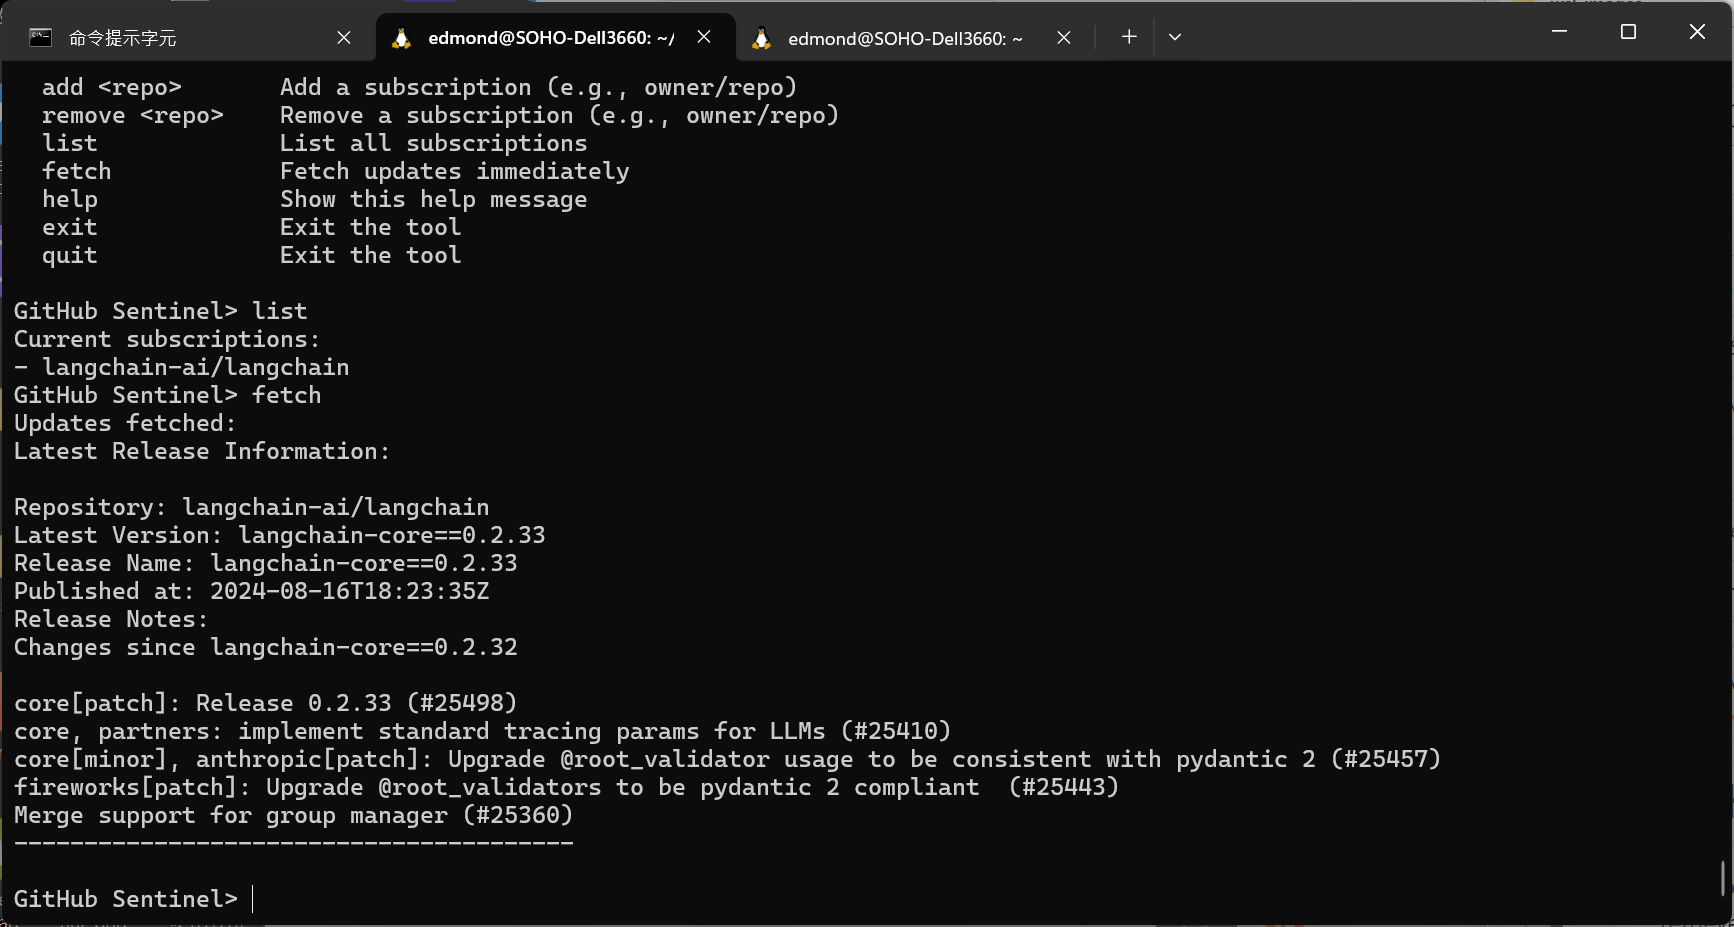 命令提示字元
edmond@SOHO-Dell3660: ~/
edmond@SOHO-Dell3660: ~
add <repo>       Add a subscription (e.g., owner/repo)
remove <repo>    Remove a subscription (e.g., owner/repo)
list             List all subscriptions
fetch            Fetch updates immediately
help             Show this help message
exit             Exit the tool
quit             Exit the tool
GitHub Sentinel> list
Current subscriptions:
- langchain-ai/langchain
GitHub Sentinel> fetch
Updates fetched:
Latest Release Information:
Repository: langchain-ai/langchain
Latest Version: langchain-core==0.2.33
Release Name: langchain-core==0.2.33
Published at: 2024-08-16T18:23:35Z
Release Notes:
Changes since langchain-core==0.2.32
core[patch]: Release 0.2.33 (#25498)
core, partners: implement standard tracing params for LLMs (#25410)
core[minor], anthropic[patch]: Upgrade @root_validator usage to be consistent with pydantic 2 (#25457)
fireworks[patch]: Upgrade @root_validators to be pydantic 2 compliant  (#25443)
Merge support for group manager (#25360)
----------------------------------------
GitHub Sentinel>